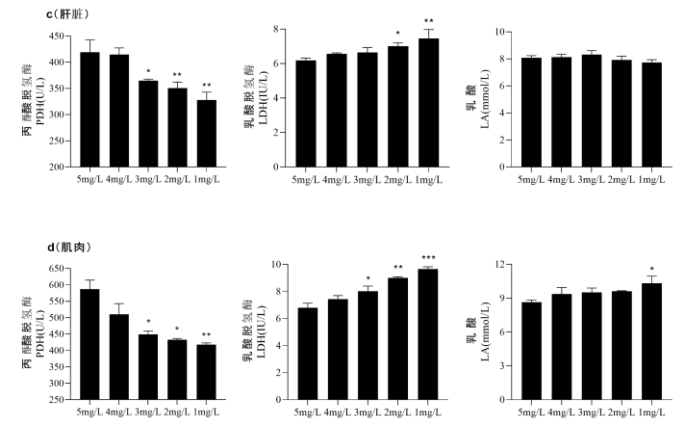 c(肝脏)
丙酮酸脱氢酶
PDH(U/L)
450
400
350
300
250
200
*
**
**
5mg/L 4mg/L 3mg/L 2mg/L 1mg/L
乳酸脱氢酶
LDH(IU/L)
8
6
4
2
0
*
**
5mg/L 4mg/L 3mg/L 2mg/L 1mg/L
乳酸
LA(mmol/L)
10
8
6
4
2
0
5mg/L 4mg/L 3mg/L 2mg/L 1mg/L
d(肌肉)
丙酮酸脱氢酶
PDH(U/L)
650
600
550
500
450
400
350
300
250
*
*
**
5mg/L 4mg/L 3mg/L 2mg/L 1mg/L
乳酸脱氢酶
LDH(IU/L)
10
8
6
4
2
0
*
**
***
5mg/L 4mg/L 3mg/L 2mg/L 1mg/L
乳酸
LA(mmol/L)
12
9
6
3
0
*
5mg/L 4mg/L 3mg/L 2mg/L 1mg/L